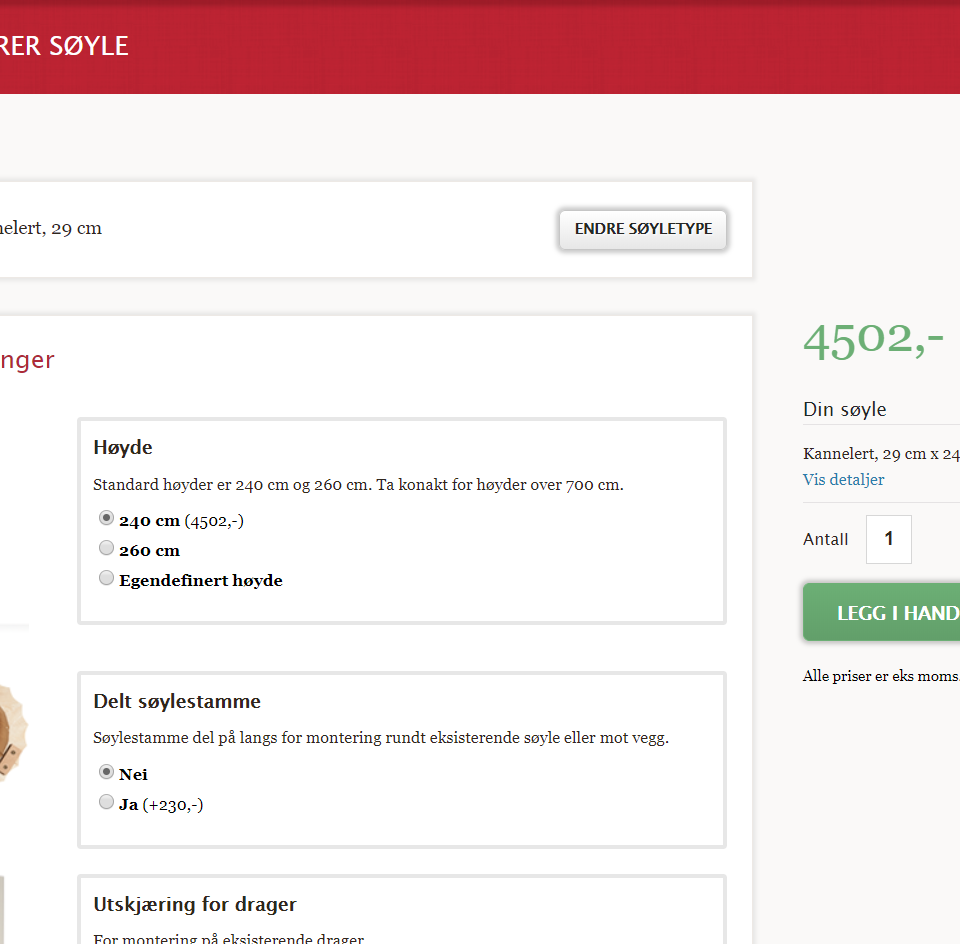 RER SØYLE
nelert, 29 cm
ENDRE SØYLETYPE
nger
Høyde
Standard høyder er 240 cm og 260 cm. Ta konakt for høyder over 700 cm.
240 cm (4502,-)
260 cm
Egendefinert høyde
Delt søylestamme
Søylestamme del på langs for montering rundt eksisterende søyle eller mot vegg.
Nei
Ja (+230,-)
Utskjæring for drager
For montering på eksisterende drager
4502,-
Din søyle
Kannelert, 29 cm x 24
Vis detaljer
Antall 1
LEGG I HAND
Alle priser er eks moms.